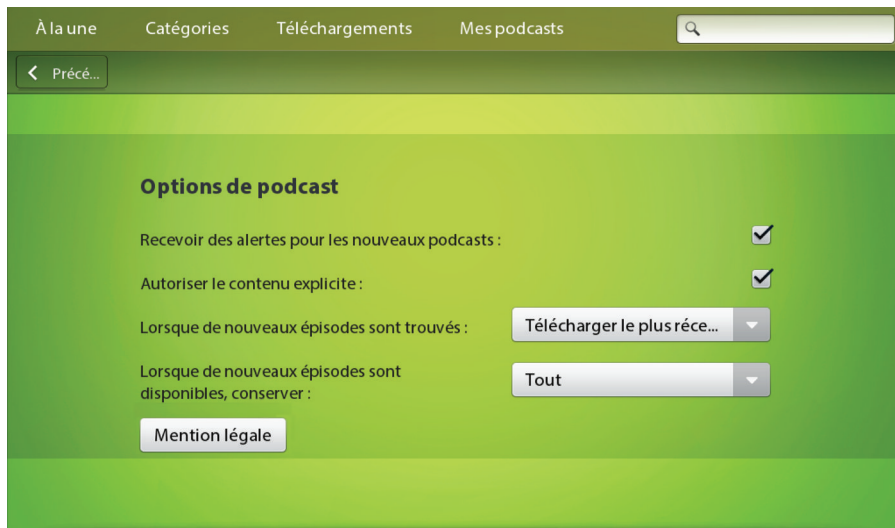 À la une Catégories Téléchargements Mes podcasts
Précé...
Options de podcast
Recevoir des alertes pour les nouveaux podcasts :
Autoriser le contenu explicite :
Lorsque de nouveaux épisodes sont trouvés : Télécharger le plus réce...
Lorsque de nouveaux épisodes sont
disponibles, conserver : Tout
Mention légale